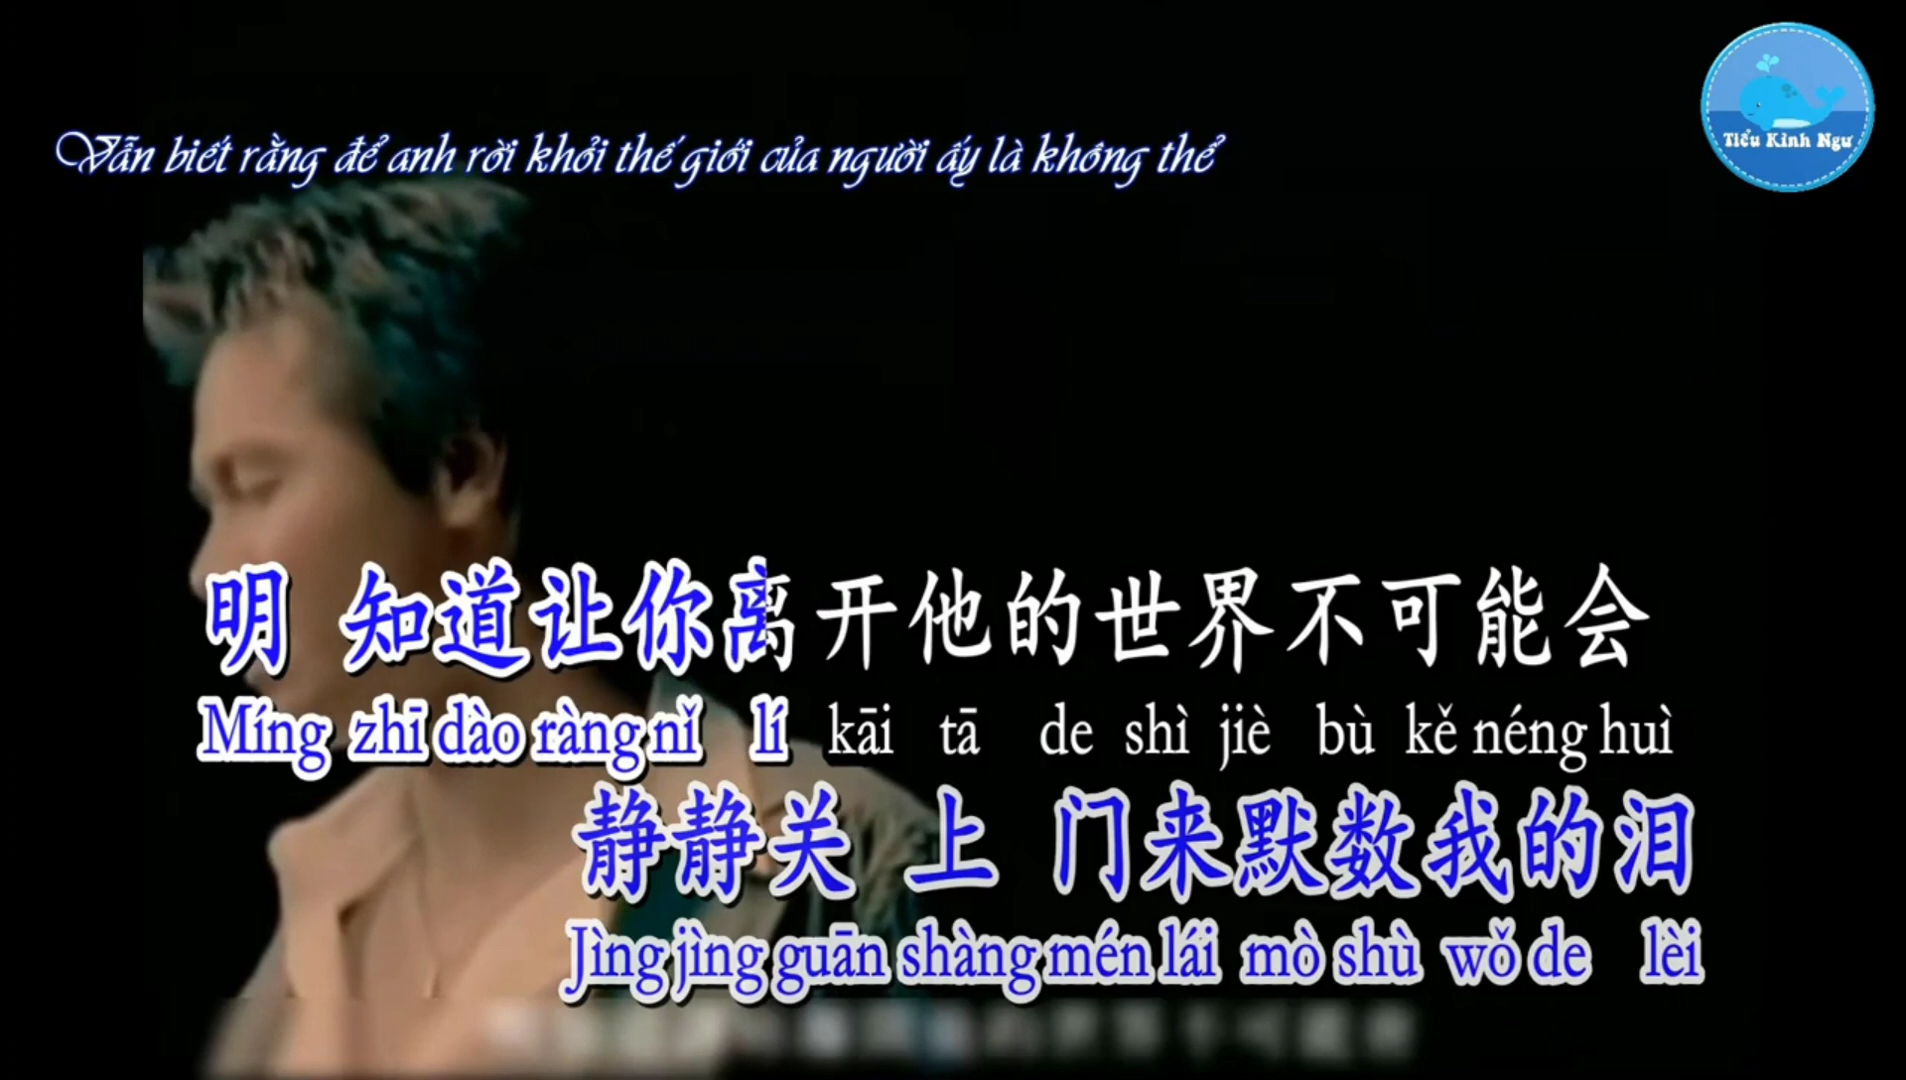 Tiểu Kình Ngư
Vẫn biết rằng để anh rời khỏi thế giới của người ấy là không thể
明 知道让你离开他的世界不可能会
Míng zhī dào ràng nǐ lí kāi tā de shì jiè bù kě néng huì
静静关 上 门来默数我的泪
Jìng jìng guān shàng mén lái mò shù wǒ de lèi